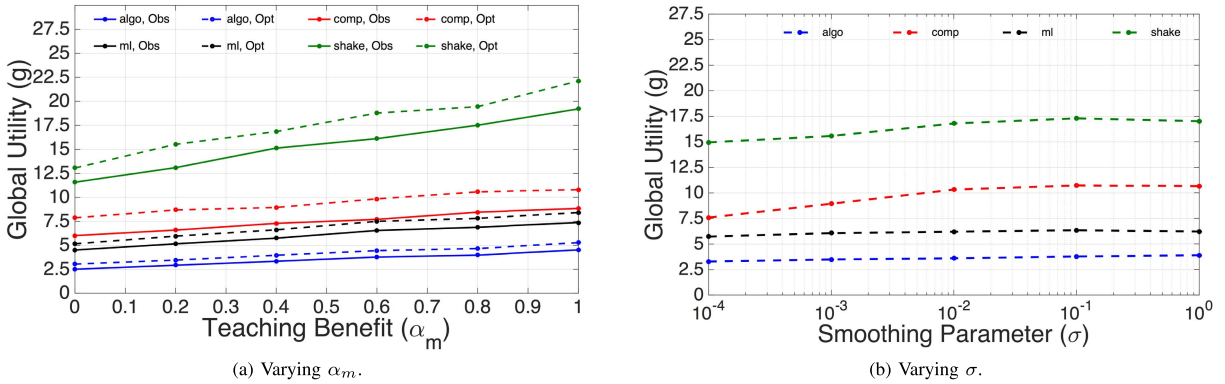 algo, Obs algo, Opt comp, Obs comp, Opt
ml, Obs ml, Opt shake, Obs shake, Opt
27.5
25
22.5
20
17.5
15
12.5
10
7.5
5
2.5
0
Global Utility (g)
0 0.1 0.2 0.3 0.4 0.5 0.6 0.7 0.8 0.9 1
Teaching Benefit (αm)
(a) Varying αm.
algo comp ml shake
27.5
25
22.5
20
17.5
15
12.5
10
7.5
5
2.5
0
Global Utility (g)
10-4 10-3 10-2 10-1 100
Smoothing Parameter (σ)
(b) Varying σ.